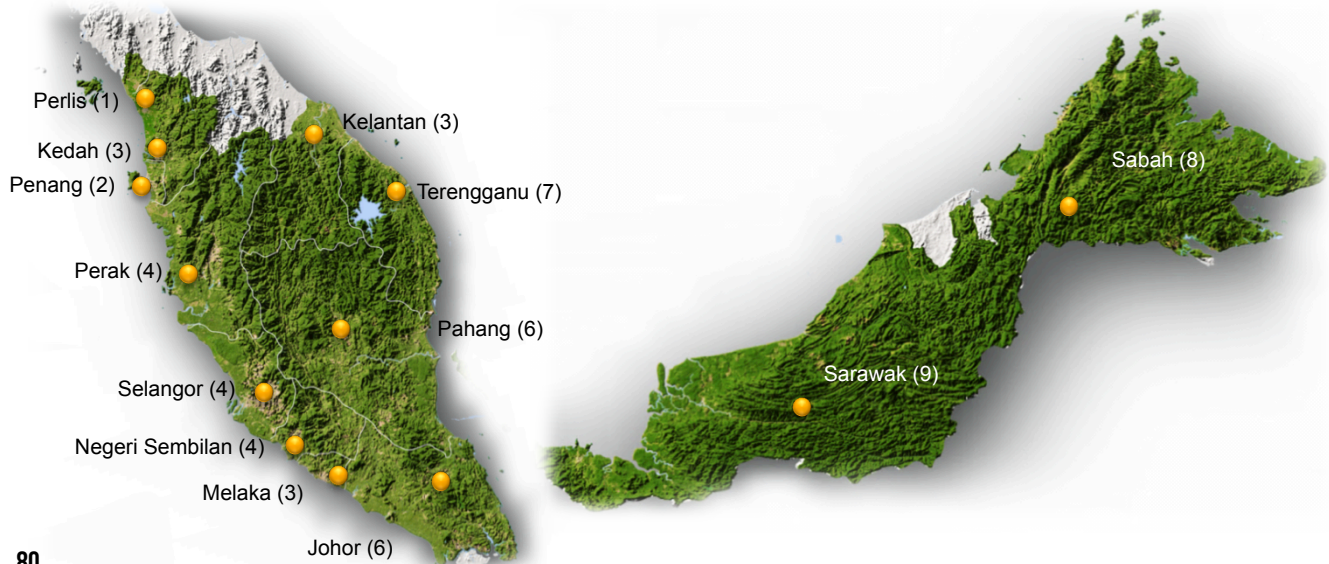 Perlis (1)
Kelantan (3)
Kedah (3)
Sabah (8)
Penang (2)
Terengganu (7)
Perak (4)
Pahang (6)
Sarawak (9)
Selangor (4)
Negeri Sembilan (4)
Melaka (3)
Johor (6)
80